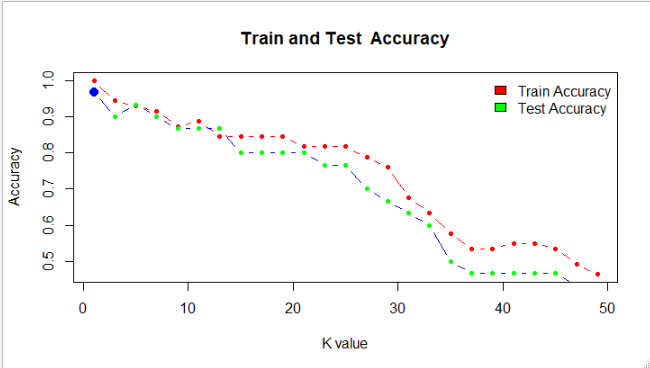 Train and Test Accuracy
Train Accuracy
Test Accuracy
Accuracy
1.0
0.9
0.8
0.7
0.6
0.5
0 10 20 30 40 50
K value